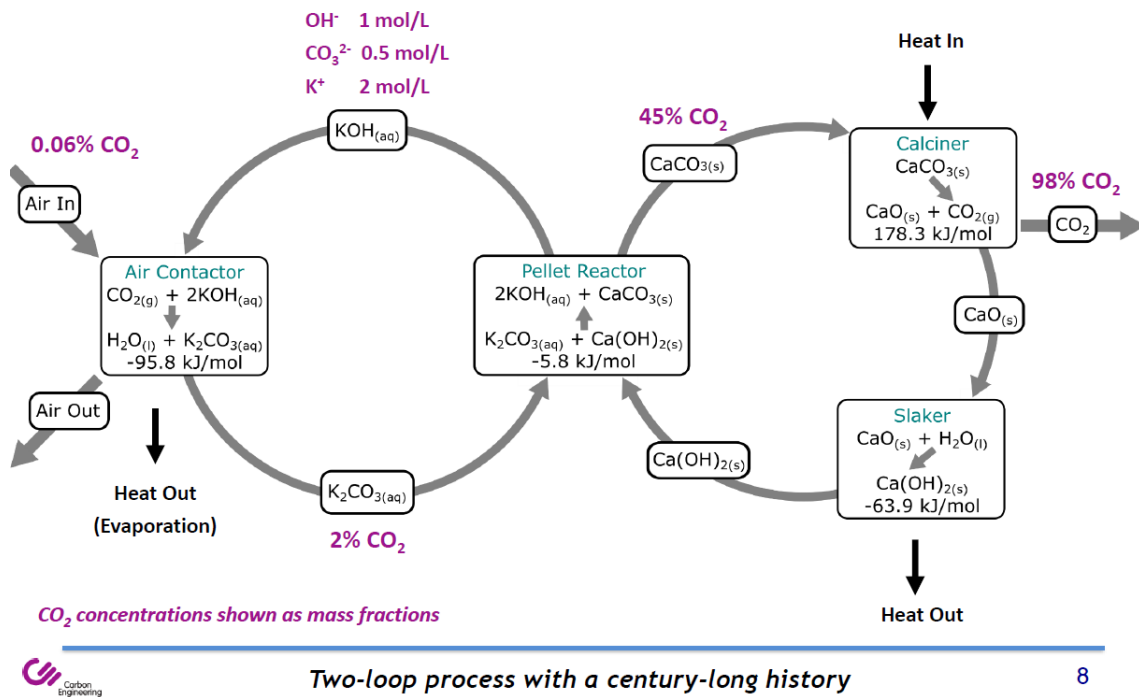 OH⁻ 1 mol/L
CO₃²⁻ 0.5 mol/L
K⁺ 2 mol/L
Heat In
0.06% CO₂
KOH(aq)
45% CO₂
Air In
CaCO₃(s)
Calciner
CaCO₃(s)
CaO(s) + CO₂(g)
178.3 kJ/mol
98% CO₂
CO₂
Air Contactor
CO₂(g) + 2KOH(aq)
H₂O(l) + K₂CO₃(aq)
-95.8 kJ/mol
Pellet Reactor
2KOH(aq) + CaCO₃(s)
K₂CO₃(aq) + Ca(OH)₂(s)
-5.8 kJ/mol
CaO(s)
Air Out
Heat Out
(Evaporation)
K₂CO₃(aq)
2% CO₂
Ca(OH)₂(s)
Slaker
CaO(s) + H₂O(l)
Ca(OH)₂(s)
-63.9 kJ/mol
Heat Out
CO₂ concentrations shown as mass fractions
Carbon
Engineering
Two-loop process with a century-long history
8